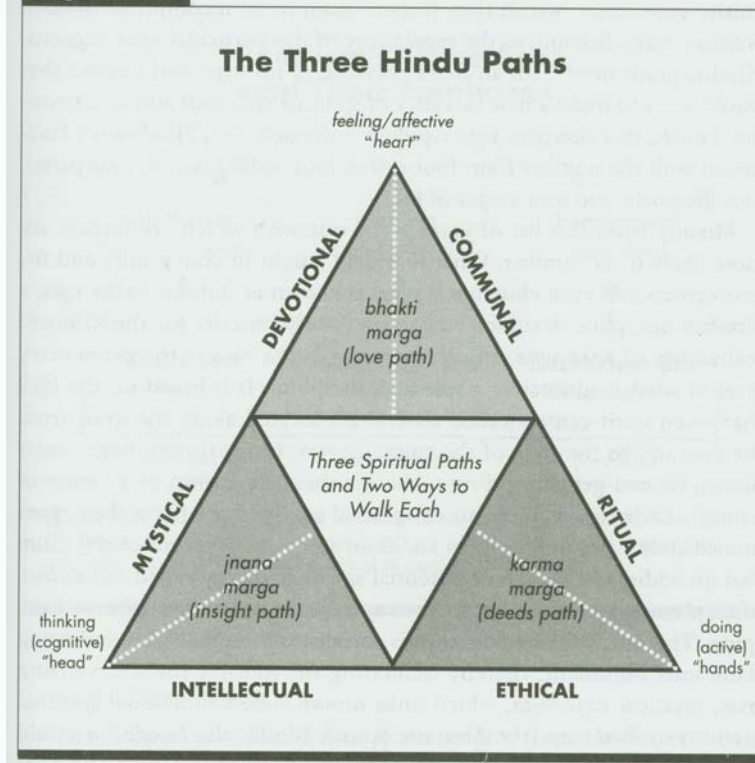 The Three Hindu Paths
feeling/affective
"heart"
DEVOTIONAL
COMMUNAL
bhakti
marga
(love path)
Three Spiritual Paths
and Two Ways to
Walk Each
MYSTICAL
RITUAL
jnana
marga
(insight path)
karma
marga
(deeds path)
thinking
(cognitive)
"head"
doing
(active)
"hands"
INTELLECTUAL
ETHICAL